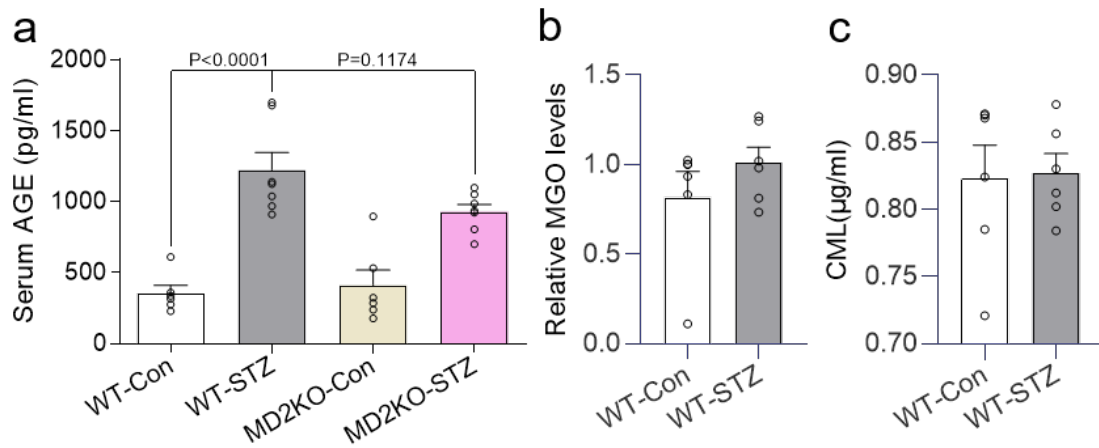 a
Serum AGE (pg/ml)
2000
1500
1000
500
0
P<0.0001
P=0.1174
WT-Con
WT-STZ
MD2KO-Con
MD2KO-STZ
b
Relative MGO levels
1.5
1.0
0.5
0.0
WT-Con
WT-STZ
c
CML(μg/ml)
0.90
0.85
0.80
0.75
0.70
WT-Con
WT-STZ